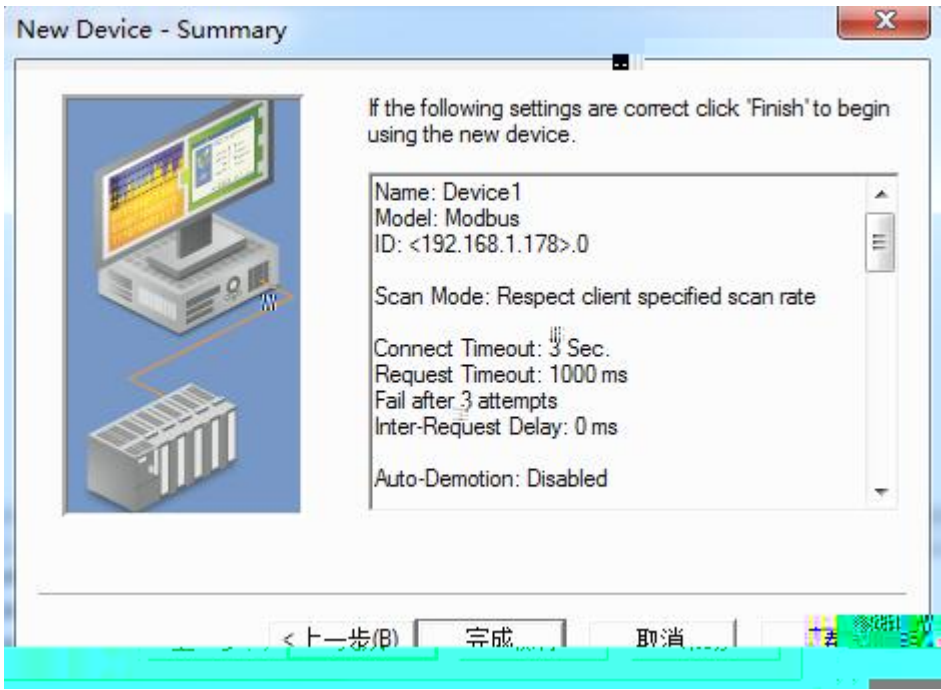 New Device - Summary
If the following settings are correct click 'Finish' to begin
using the new device.
Name: Device1
Model: Modbus
ID: <192.168.1.178>.0
Scan Mode: Respect client specified scan rate
Connect Timeout: 3 Sec.
Request Timeout: 1000 ms
Fail after 3 attempts
Inter-Request Delay: 0 ms
Auto-Demotion: Disabled
< 上一步(B)
完成
取消